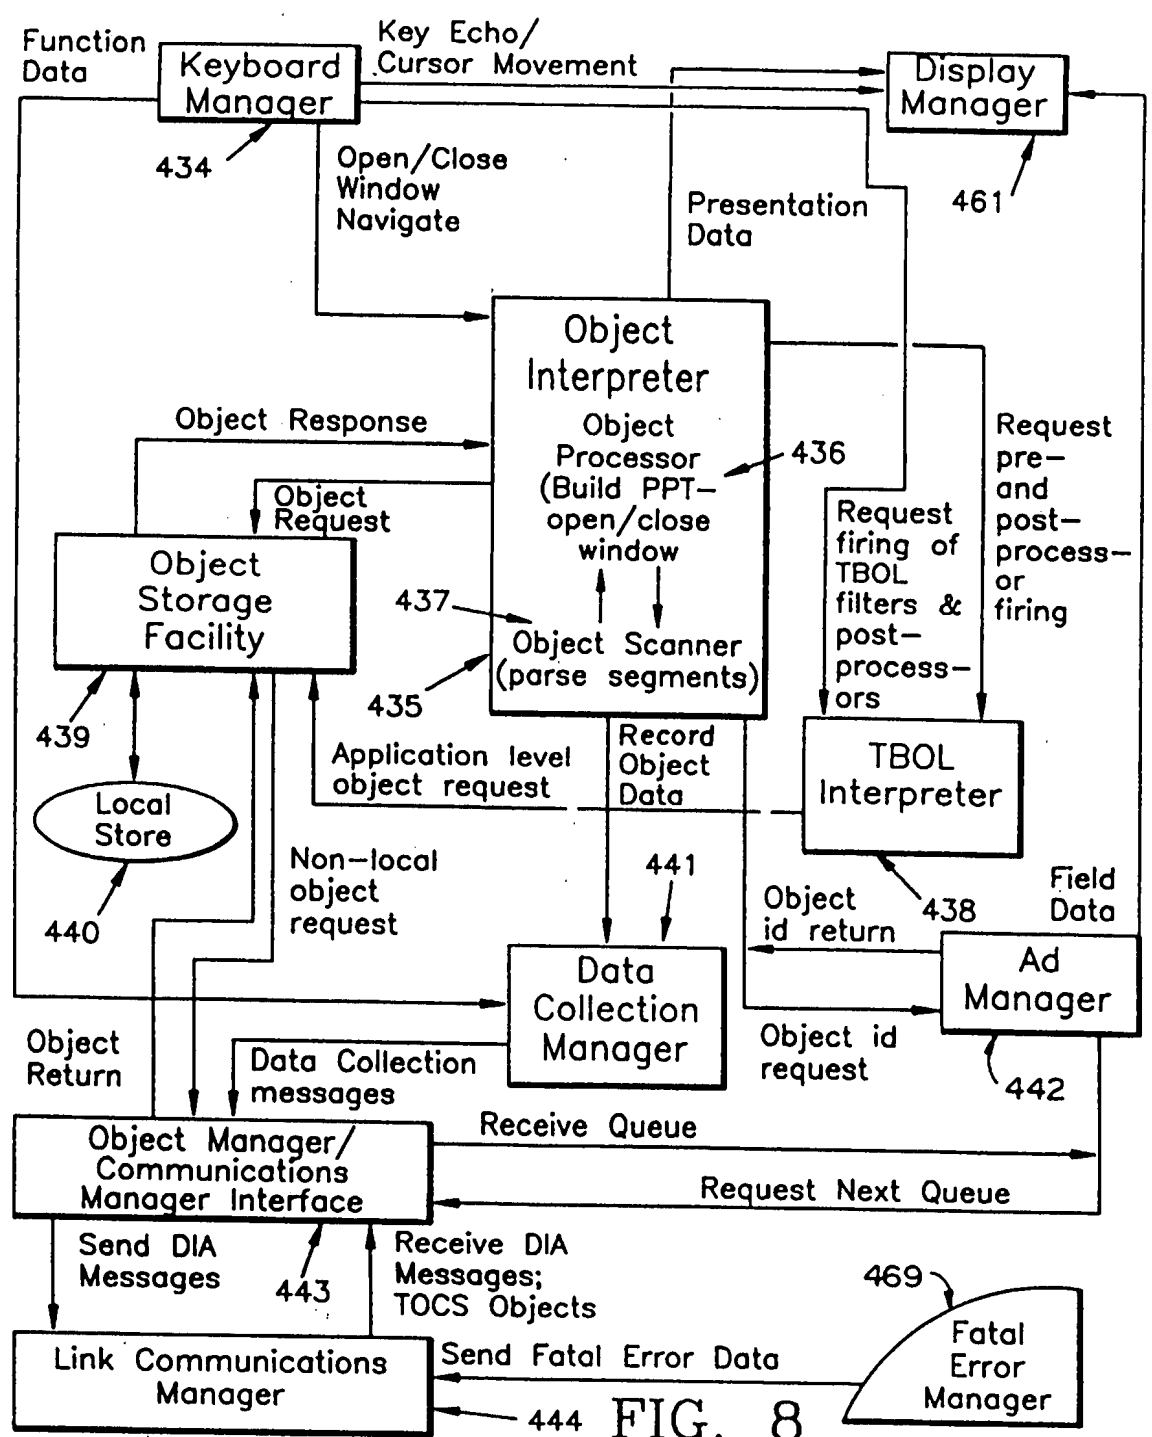 Function
Data
Keyboard
Manager
Key Echo/
Cursor Movement
Display
Manager
434
Open/Close
Window
Navigate
Presentation
Data
461
Object
Interpreter
Object Response
Object
Processor
(Build PPT-
open/close
window
436
Request
pre-
and
post-
process-
or
firing
Object
Request
Request
firing of
TBOL
filters &
post-
process-
ors
Object
Storage
Facility
437
Object Scanner
(parse segments)
435
439
Application level
object request
Record
Object
Data
TBOL
Interpreter
Local
Store
440
Non-local
object
request
441
438
Field
Data
Object
id return
Data
Collection
Manager
Ad
Manager
Object
Return
Data Collection
messages
Object id
request
442
Object Manager/
Communications
Manager Interface
Receive Queue
Request Next Queue
Send DIA
Messages
443
Receive DIA
Messages;
TOCS Objects
469
Fatal
Error
Manager
Link Communications
Manager
Send Fatal Error Data
444
FIG. 8